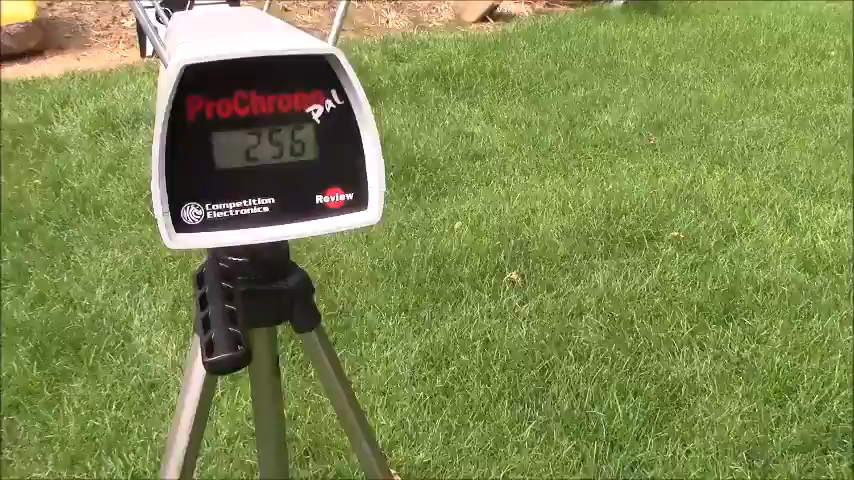 ProChrono
Pal
256
Competition
Electronics
Review